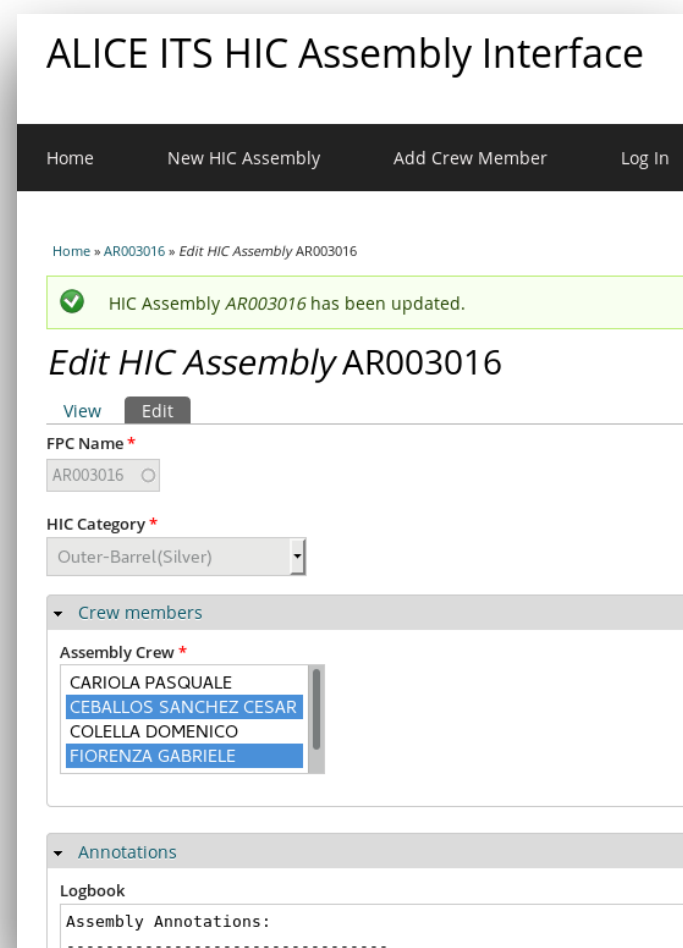 ALICE ITS HIC Assembly Interface
Home New HIC Assembly Add Crew Member Log In
Home » AR003016 » Edit HIC Assembly AR003016
HIC Assembly AR003016 has been updated.
Edit HIC Assembly AR003016
View Edit
FPC Name *
AR003016
HIC Category *
Outer-Barrel(Silver)
Crew members
Assembly Crew *
CARIOLA PASQUALE
CEBALLOS SANCHEZ CESAR
COLELLA DOMENICO
FIORENZA GABRIELE
Annotations
Logbook
Assembly Annotations:
---------------------------------